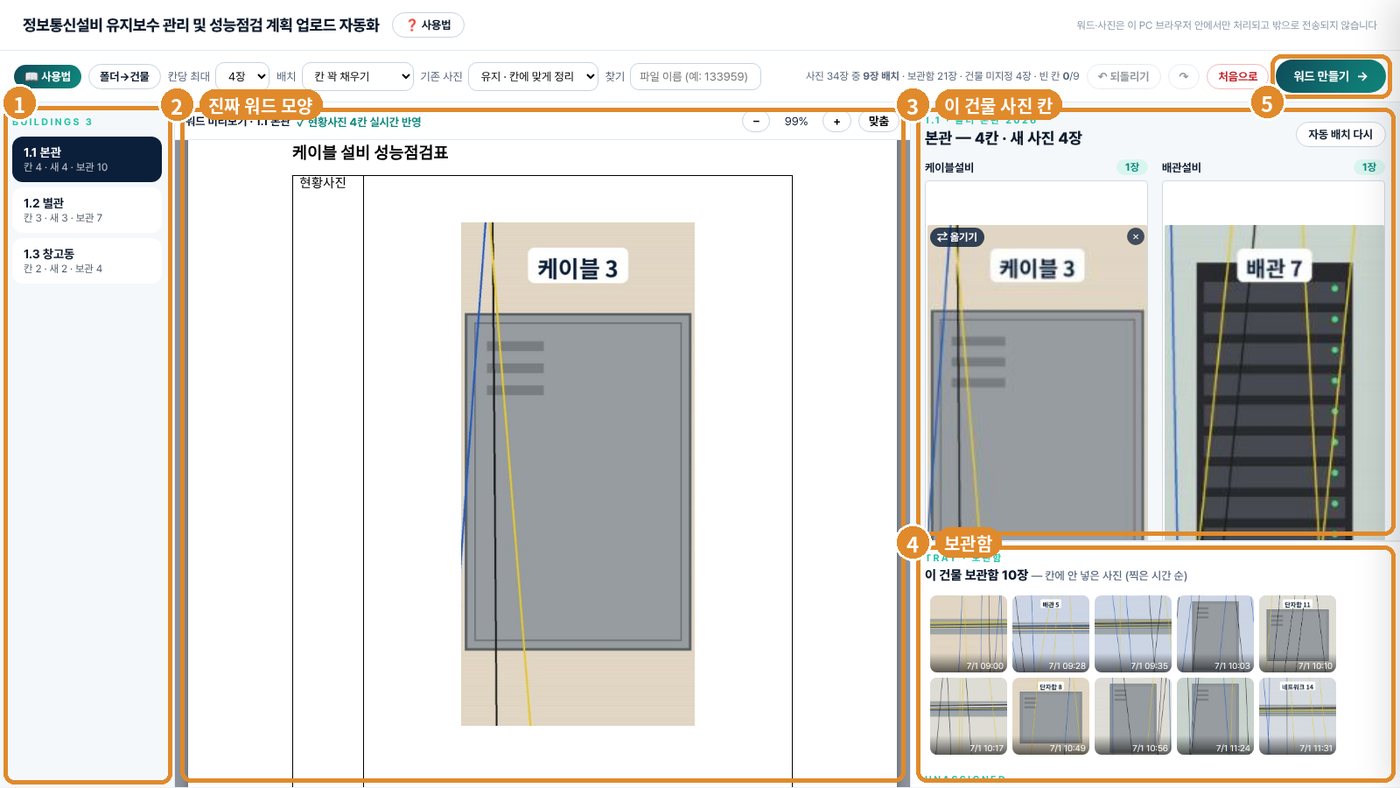 정보통신설비 유지보수 관리 및 성능점검 계획 업로드 자동화
❓ 사용법
워드·사진은 이 PC 브라우저 안에서만 처리되고 밖으로 전송되지 않습니다
📖 사용법
폴더→건물
칸당 최대
4장
배치
칸 꽉 채우기
기존 사진
유지 · 칸에 맞게 정리
찾기
파일 이름 (예: 133959)
사진 34장 중 9장 배치 · 보관함 21장 · 건물 미지정 4장 · 빈 칸 0/9
↶ 되돌리기
↷
처음으로
워드 만들기 →
1
2
진짜 워드 모양
3
이 건물 사진 칸
5
BUILDINGS 3
1.1 본관
칸 4 · 새 4 · 보관 10
1.2 별관
칸 3 · 새 3 · 보관 7
1.3 창고동
칸 2 · 새 2 · 보관 4
워드 미리보기 · 1.1 본관 ✓ 현황사진 4칸 실시간 반영
−
99%
+
맞춤
케이블 설비 성능점검표
현황사진
케이블 3
본관 — 4칸 · 새 사진 4장
자동 배치 다시
케이블설비
1장
배관설비
1장
⇄ 옮기기
×
케이블 3
배관 7
4
보관함
이 건물 보관함 10장 — 칸에 안 넣은 사진 (찍은 시간 순)
7/1 09:00
배관 5
7/1 09:28
7/1 09:35
7/1 10:03
단자함 11
7/1 10:10
7/1 10:17
단자함 8
7/1 10:49
7/1 10:56
7/1 11:24
네트워크 14
7/1 11:31
UNASSIGNED